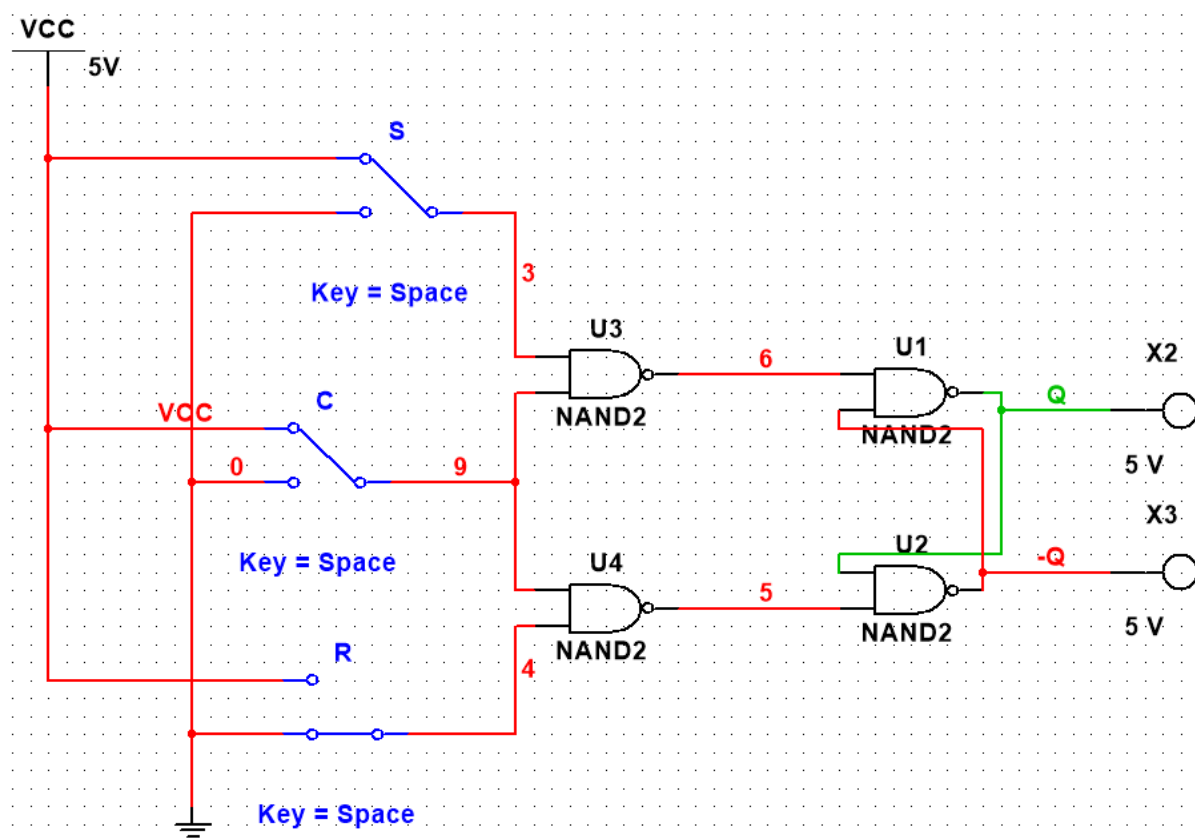 VCC
5V
S
3
Key = Space
U3
NAND2
6
U1
NAND2
X2
Q
5 V
VCC
C
0
9
Key = Space
U4
NAND2
5
U2
NAND2
X3
-Q
5 V
R
4
Key = Space